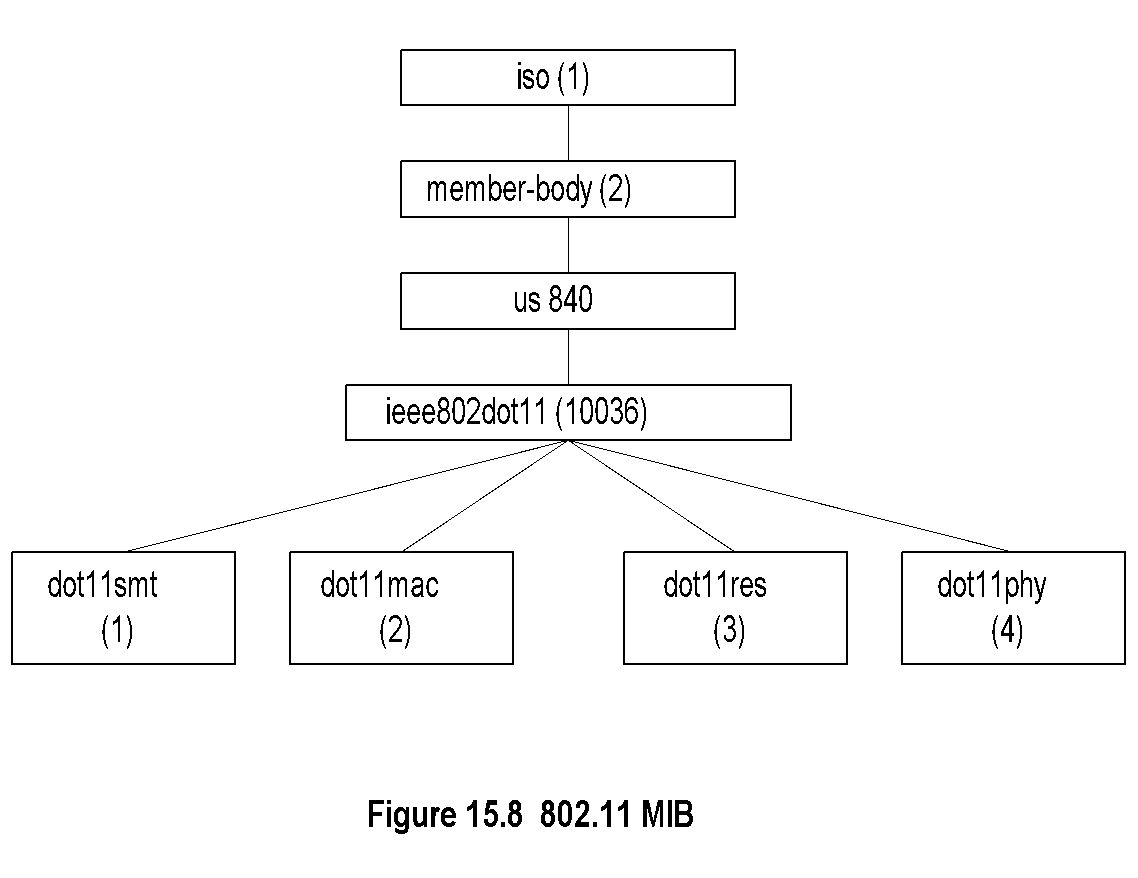 iso (1)
member-body (2)
us 840
ieee802dot11 (10036)
dot11smt
(1)
dot11mac
(2)
dot11res
(3)
dot11phy
(4)
Figure 15.8  802.11 MIB